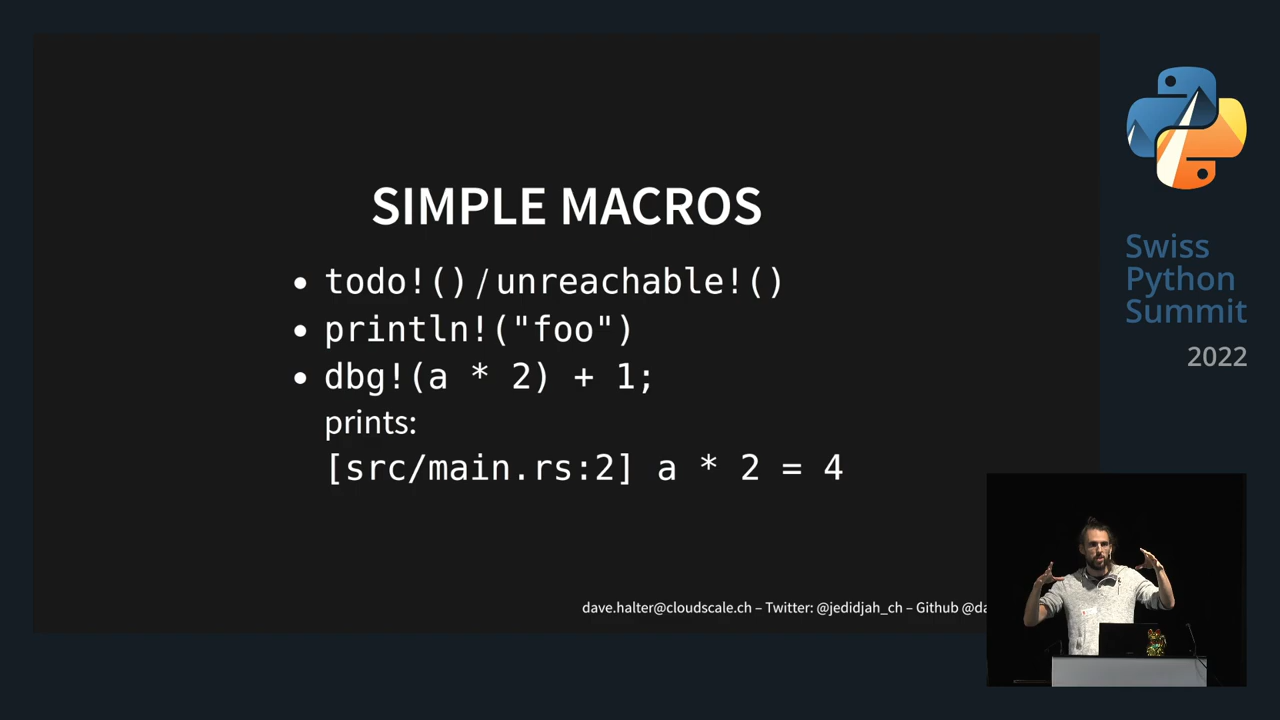 SIMPLE MACROS
• todo!()/unreachable!()
• println!("foo")
• dbg!(a * 2) + 1;
prints:
[src/main.rs:2] a * 2 = 4
dave.halter@cloudscale.ch – Twitter: @jedidjah_ch – Github @da
Swiss
Python
Summit
2022